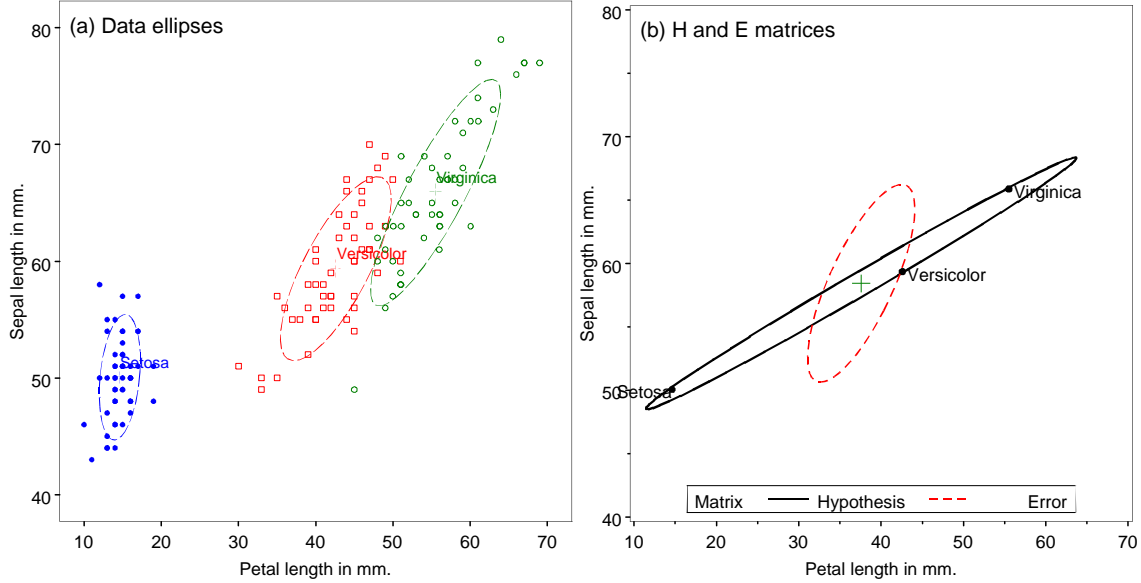 (a) Data ellipses
80
70
60
50
40
Sepal length in mm.
Virginica
Versicolor
Setosa
10 20 30 40 50 60 70
Petal length in mm.
(b) H and E matrices
80
70
60
50
40
Sepal length in mm.
Virginica
Versicolor
Setosa
Matrix Hypothesis Error
10 20 30 40 50 60 70
Petal length in mm.